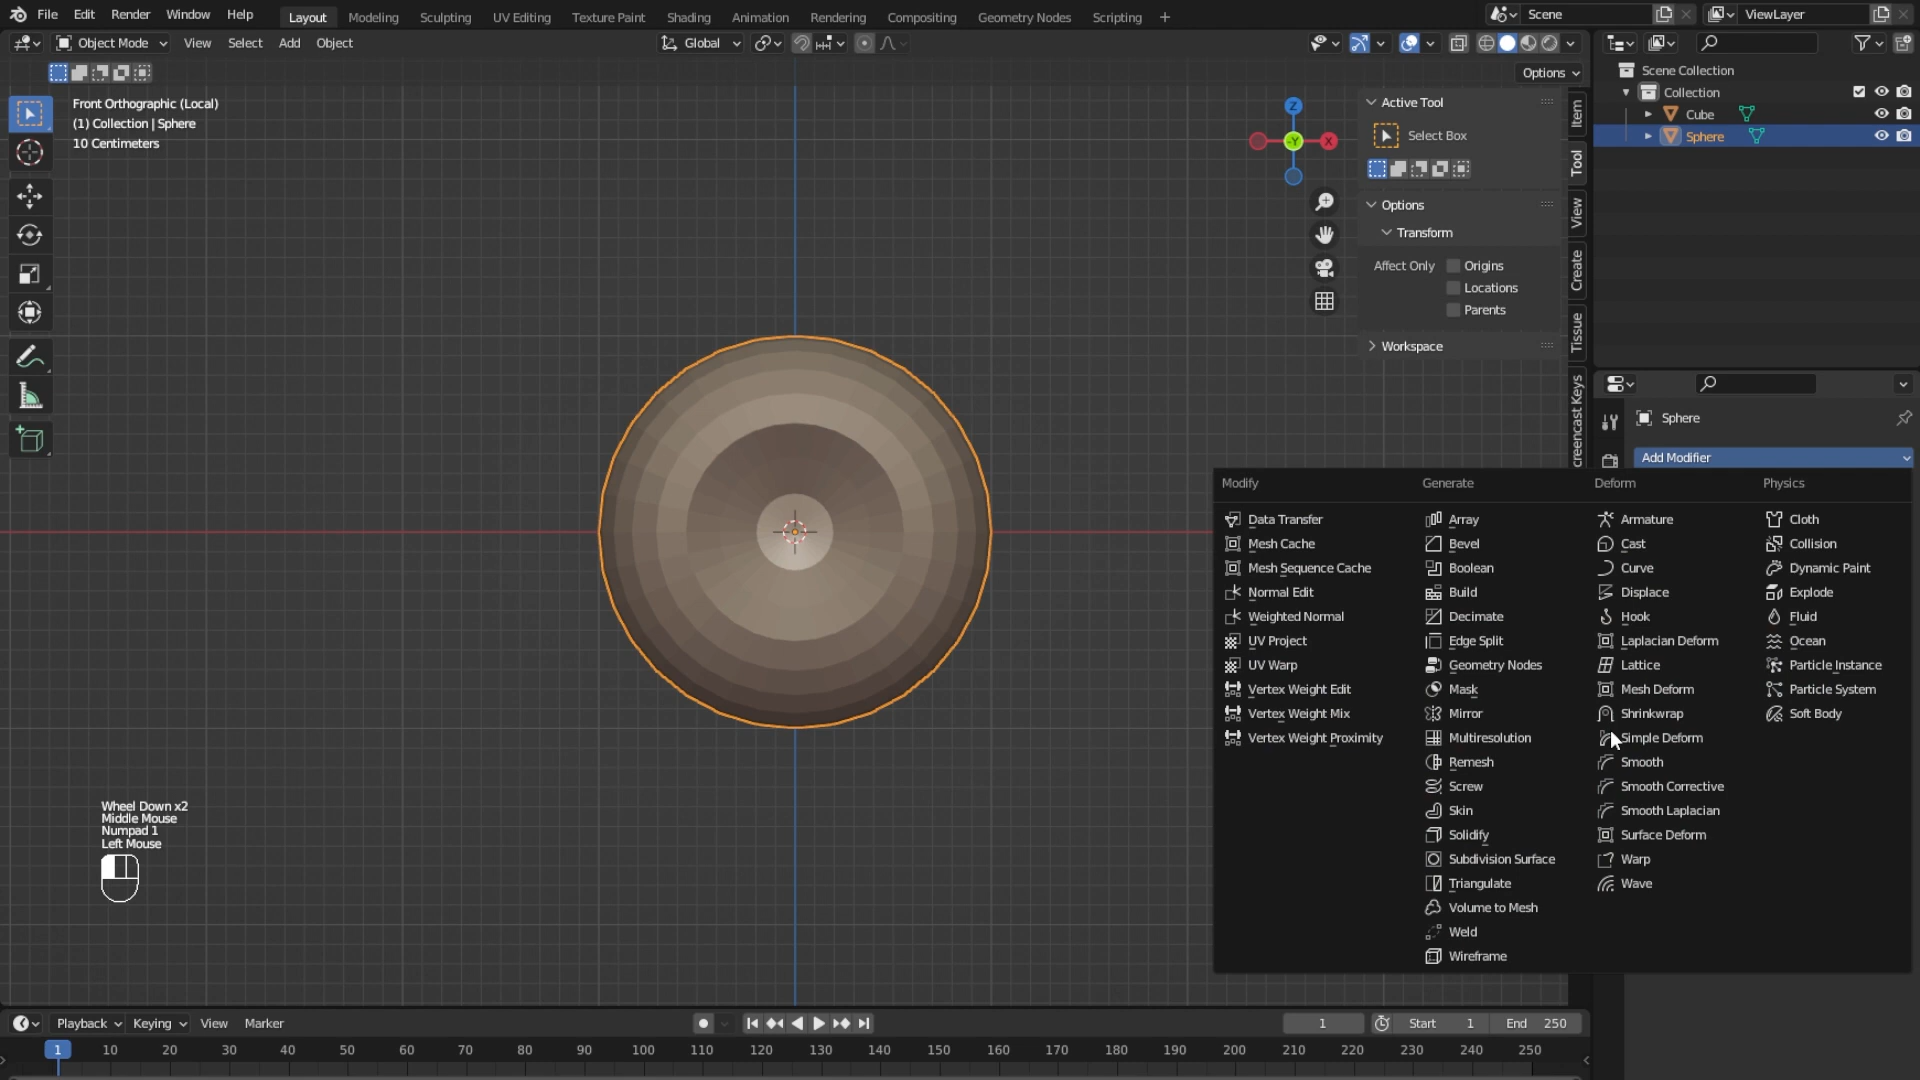 File Edit Render Window Help Layout Modeling Sculpting UV Editing Texture Paint Shading Animation Rendering Compositing Geometry Nodes Scripting + Scene ViewLayer
Object Mode View Select Add Object Global
Options
Front Orthographic (Local)
(1) Collection | Sphere
10 Centimeters
Z
-Y
X
Active Tool
Select Box
Options
Transform
Affect Only Origins
Locations
Parents
Workspace
Item
Tool
View
Create
Tissue
Screencast Keys
Scene Collection
Collection
Cube
Sphere
Sphere
Add Modifier
Modify Generate Deform Physics
Data Transfer Array Armature Cloth
Mesh Cache Bevel Cast Collision
Mesh Sequence Cache Boolean Curve Dynamic Paint
Normal Edit Build Displace Explode
Weighted Normal Decimate Hook Fluid
UV Project Edge Split Laplacian Deform Ocean
UV Warp Geometry Nodes Lattice Particle Instance
Vertex Weight Edit Mask Mesh Deform Particle System
Vertex Weight Mix Mirror Shrinkwrap Soft Body
Vertex Weight Proximity Multiresolution Simple Deform
Remesh Smooth
Screw Smooth Corrective
Skin Smooth Laplacian
Solidify Surface Deform
Subdivision Surface Warp
Triangulate Wave
Volume to Mesh
Weld
Wireframe
Wheel Down x2
Middle Mouse
Numpad 1
Left Mouse
Playback Keying View Marker 1 Start 1 End 250
1 10 20 30 40 50 60 70 80 90 100 110 120 130 140 150 160 170 180 190 200 210 220 230 240 250